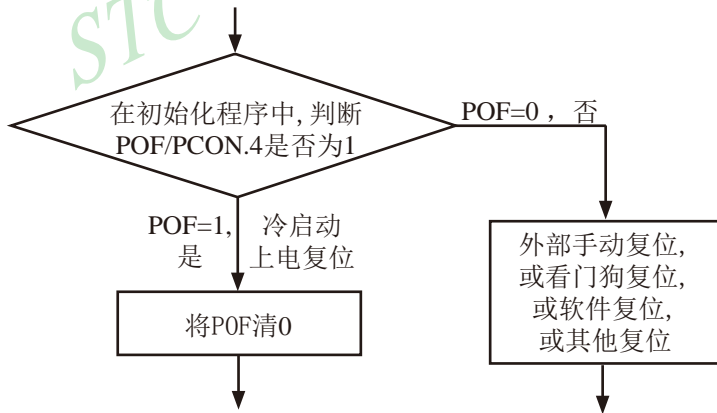 STC
在初始化程序中,判断
POF/PCON.4是否为1
POF=0 , 否
POF=1, 冷启动
是 上电复位
将POF清0
外部手动复位,
或看门狗复位,
或软件复位,
或其他复位